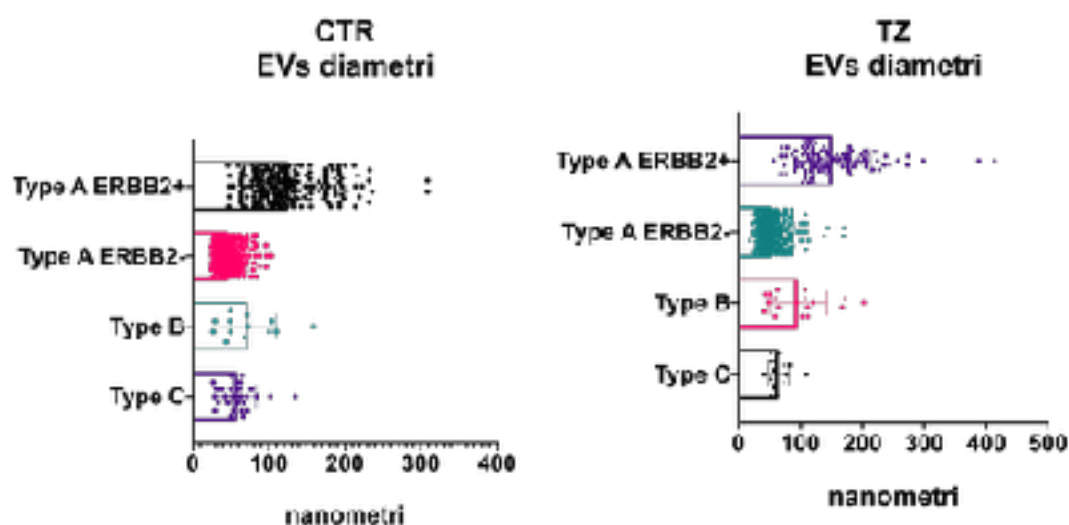 CTR
EVs diametri
Type A ERBB2+
Type A ERBB2-
Type B
Type C
0 100 200 300 400
nanometri
TZ
EVs diametri
Type A ERBB2+
Type A ERBB2-
Type B
Type C
0 100 200 300 400 500
nanometri